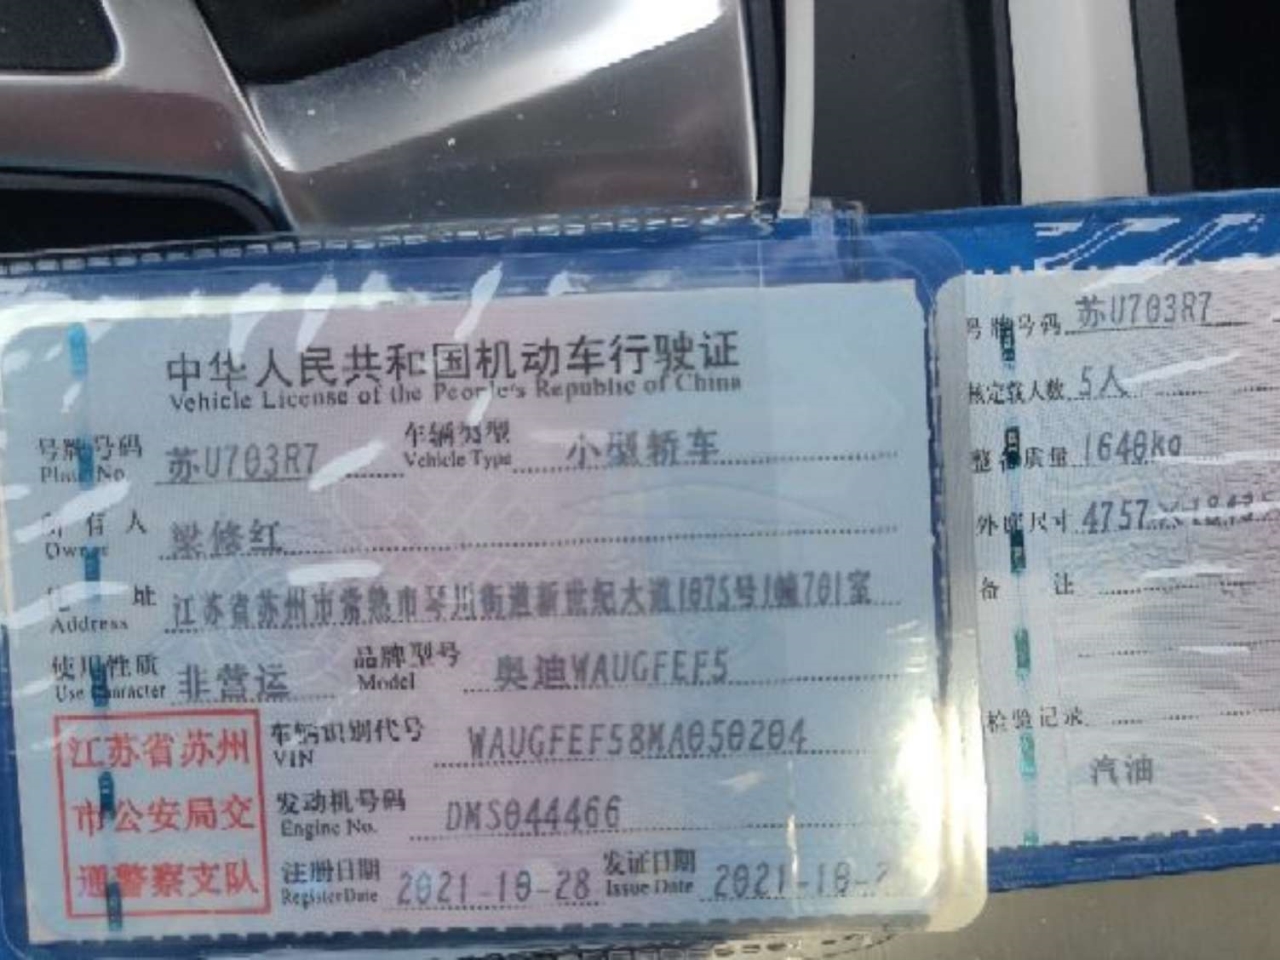 中华人民共和国机动车行驶证
Vehicle License of the People's Republic of China
号牌号码 苏U703R7 车辆类型 小型轿车
Plate No. Vehicle Type
所有人 梁修红
Owner
住址 江苏省苏州市常熟市琴川街道新世纪大道1075号1幢701室
Address
使用性质 非营运 品牌型号 奥迪WAUGFEF5
Use Character Model
江苏省苏州
市公安局交
通警察支队
车辆识别代号 WAUGFEF58MA050204
VIN
发动机号码 DMS044466
Engine No.
注册日期 2021-10-28 发证日期 2021-10-2
Register Date Issue Date
号牌号码 苏U703R7
核定载人数 5人
整备质量 1640kg
外廓尺寸 4757×1843
备注
检验记录
汽油